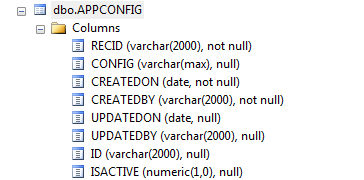 dbo.APPCONFIG
Columns
RECID (varchar(2000), not null)
CONFIG (varchar(max), null)
CREATEDON (date, not null)
CREATEDBY (varchar(2000), not null)
UPDATEDON (date, null)
UPDATEDBY (varchar(2000), null)
ID (varchar(2000), null)
ISACTIVE (numeric(1,0), null)